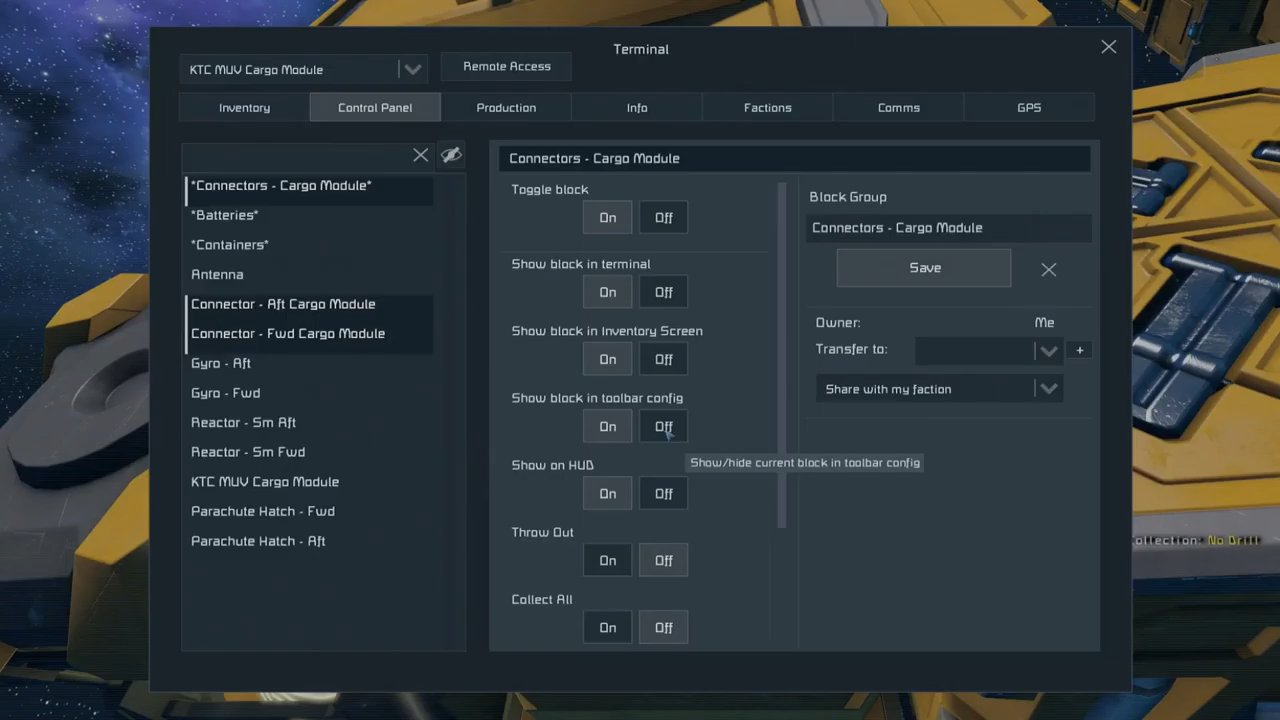 Terminal
KTC MUV Cargo Module
Remote Access
Inventory
Control Panel
Production
Info
Factions
Comms
GPS
*Connectors - Cargo Module*
*Batteries*
*Containers*
Antenna
Connector - Aft Cargo Module
Connector - Fwd Cargo Module
Gyro - Aft
Gyro - Fwd
Reactor - Sm Aft
Reactor - Sm Fwd
KTC MUV Cargo Module
Parachute Hatch - Fwd
Parachute Hatch - Aft
Connectors - Cargo Module
Toggle block
On Off
Show block in terminal
On Off
Show block in Inventory Screen
On Off
Show block in toolbar config
On Off
Show/hide current block in toolbar config
Show on HUD
On Off
Throw Out
On Off
Collect All
On Off
Block Group
Connectors - Cargo Module
Save
Owner: Me
Transfer to:
+
Share with my faction
ollection: No Drill